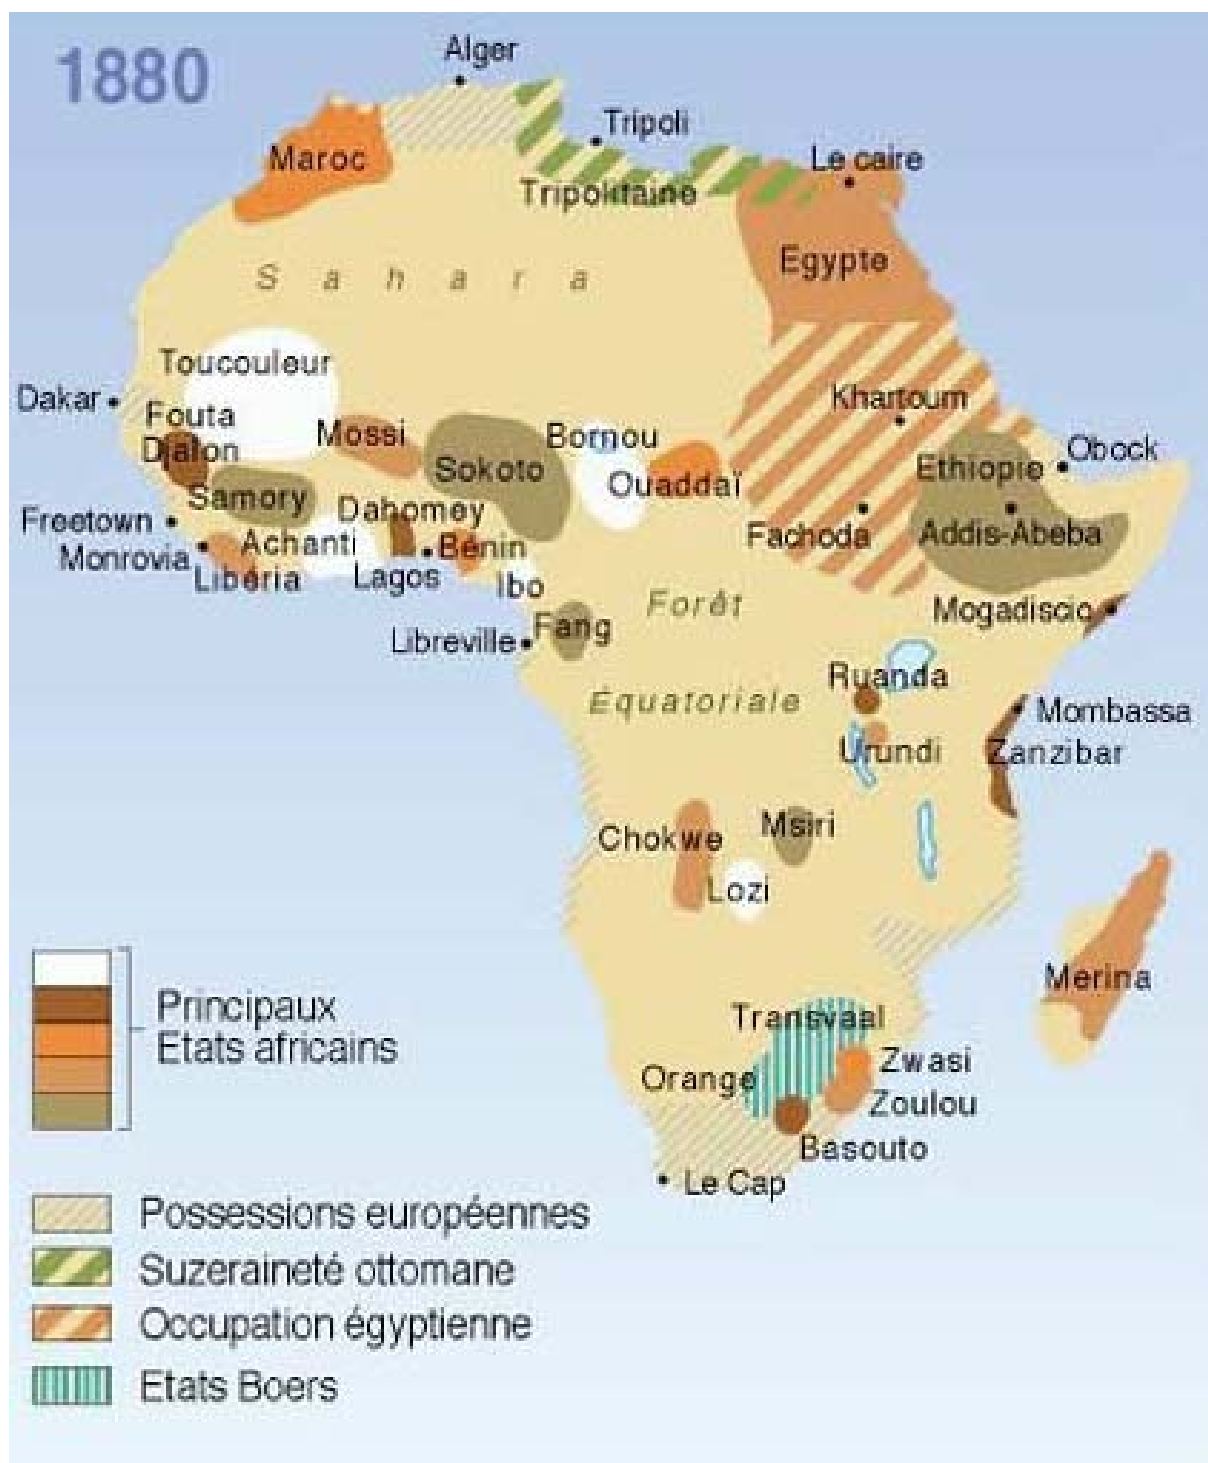 1880
Alger
Tripoli
Maroc
Le caire
Tripolitaine
Egypte
Sahara
Toucouleur
Dakar
Fouta
Djalon
Khartoum
Mossi
Bornou
Obock
Sokoto
Ethiopie
Ouaddaï
Samory
Dahomey
Freetown
Fachoda
Addis-Abeba
Achanti
Bénin
Monrovia
Libéria
Lagos
Ibo
Forêt
Mogadiscio
Fang
Libreville
Ruanda
Équatoriale
Mombassa
Urundi
Zanzibar
Chokwe
Msiri
Lozi
Merina
Principaux
Etats africains
Transvaal
Zwasi
Orange
Zoulou
Basouto
Le Cap
Possessions européennes
Suzeraineté ottomane
Occupation égyptienne
Etats Boers